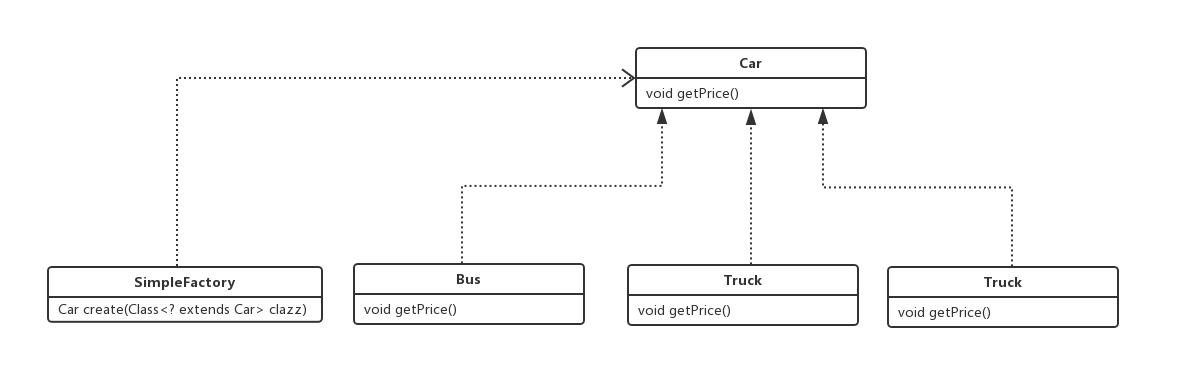 Car
void getPrice()
SimpleFactory
Car create(Class<? extends Car> clazz)
Bus
void getPrice()
Truck
void getPrice()
Truck
void getPrice()